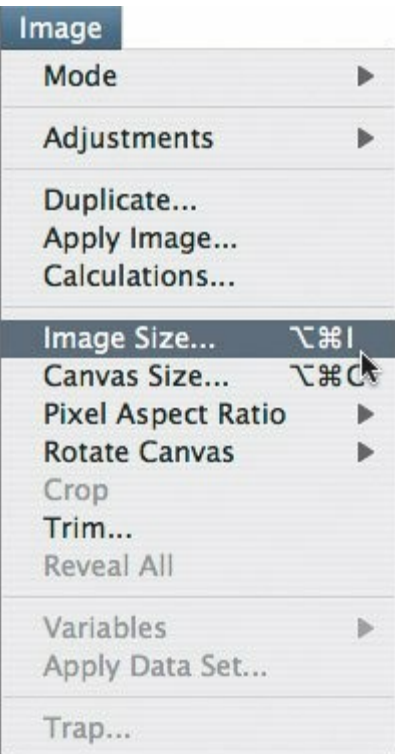 Image
Mode
Adjustments
Duplicate...
Apply Image...
Calculations...
Image Size... ⌥⌘I
Canvas Size... ⌥⌘C
Pixel Aspect Ratio
Rotate Canvas
Crop
Trim...
Reveal All
Variables
Apply Data Set...
Trap...